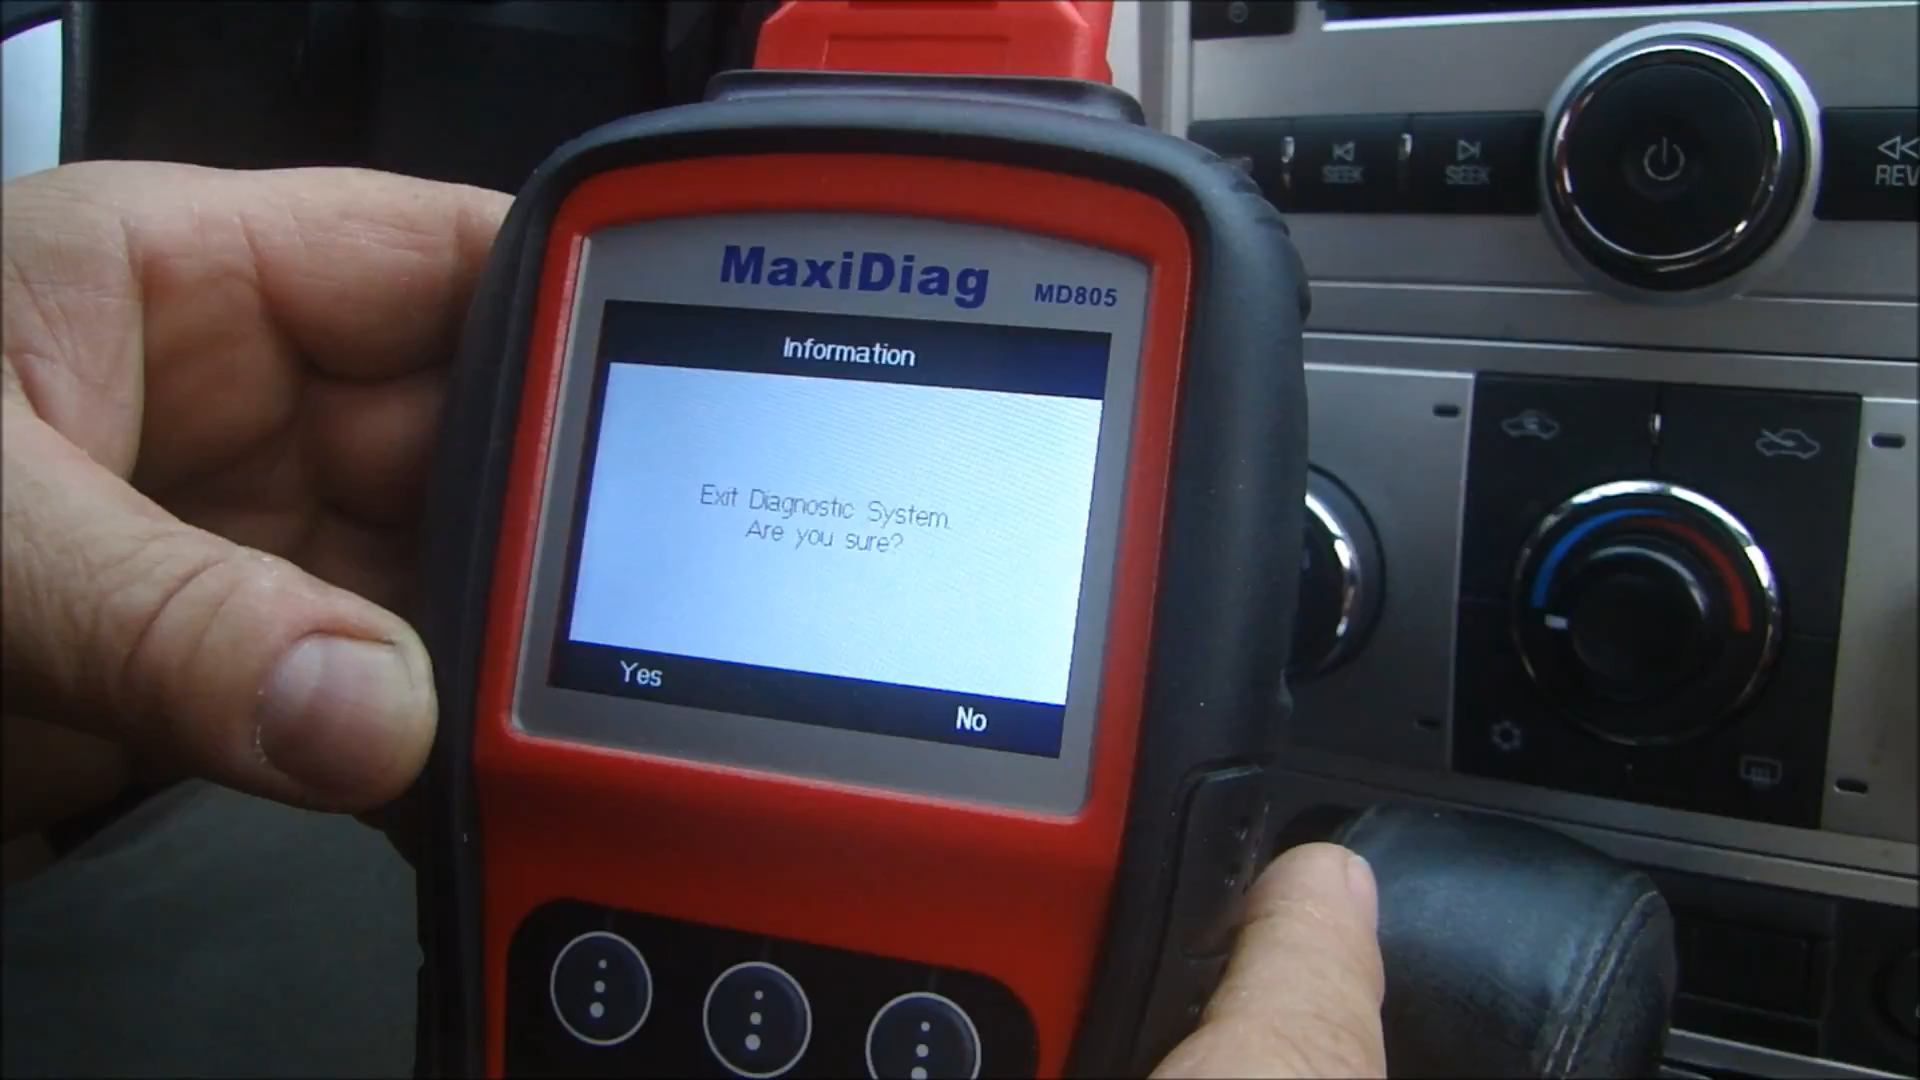 MaxiDiag MD805
Information
Exit Diagnostic System.
Are you sure?
Yes
No
SEEK
SEEK
REV